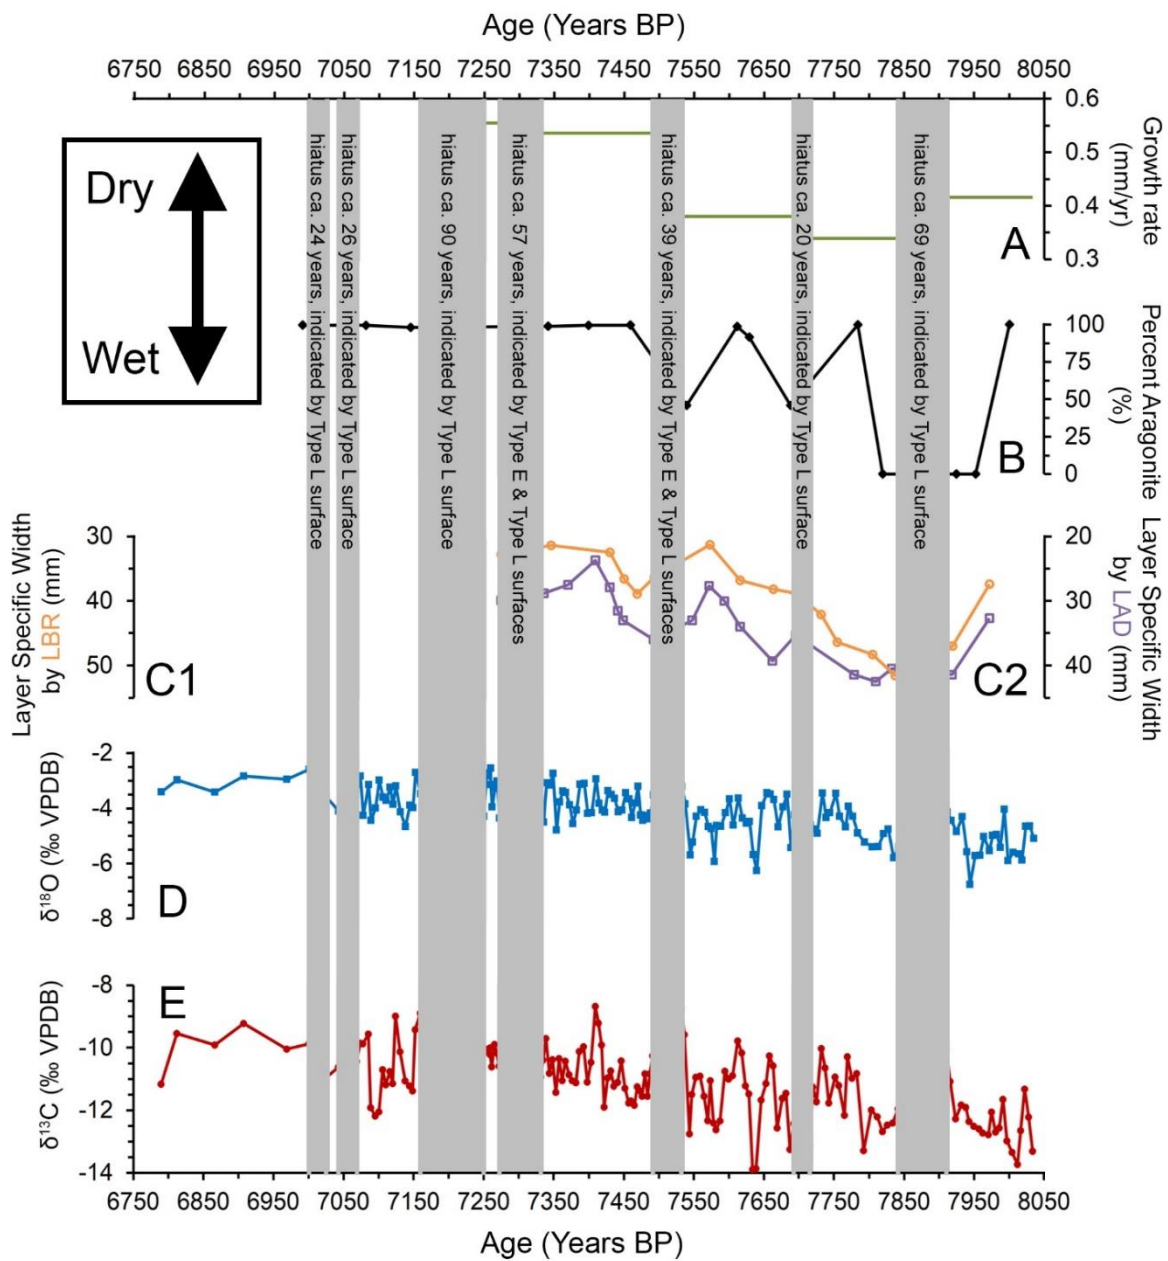 Age (Years BP)
6750 6850 6950 7050 7150 7250 7350 7450 7550 7650 7750 7850 7950 8050
Dry
Wet
hiatus ca. 24 years, indicated by Type L surface
hiatus ca. 26 years, indicated by Type L surface
hiatus ca. 90 years, indicated by Type L surface
hiatus ca. 57 years, indicated by Type E & Type L surfaces
hiatus ca. 39 years, indicated by Type E & Type L surface
hiatus ca. 20 years, indicated by Type L surface
hiatus ca. 69 years, indicated by Type L surface
0.6
0.5
0.4
0.3
Growth rate
(mm/yr)
A
100
75
50
25
0
Percent Aragonite
(%)
B
Layer Specific Width
by LBR (mm)
30
40
50
C1
20
30
40
Layer Specific Width
by LAD (mm)
C2
δ¹⁸O (‰ VPDB)
-2
-4
-6
-8
D
δ¹³C (‰ VPDB)
-8
-10
-12
-14
E
6750 6850 6950 7050 7150 7250 7350 7450 7550 7650 7750 7850 7950 8050
Age (Years BP)